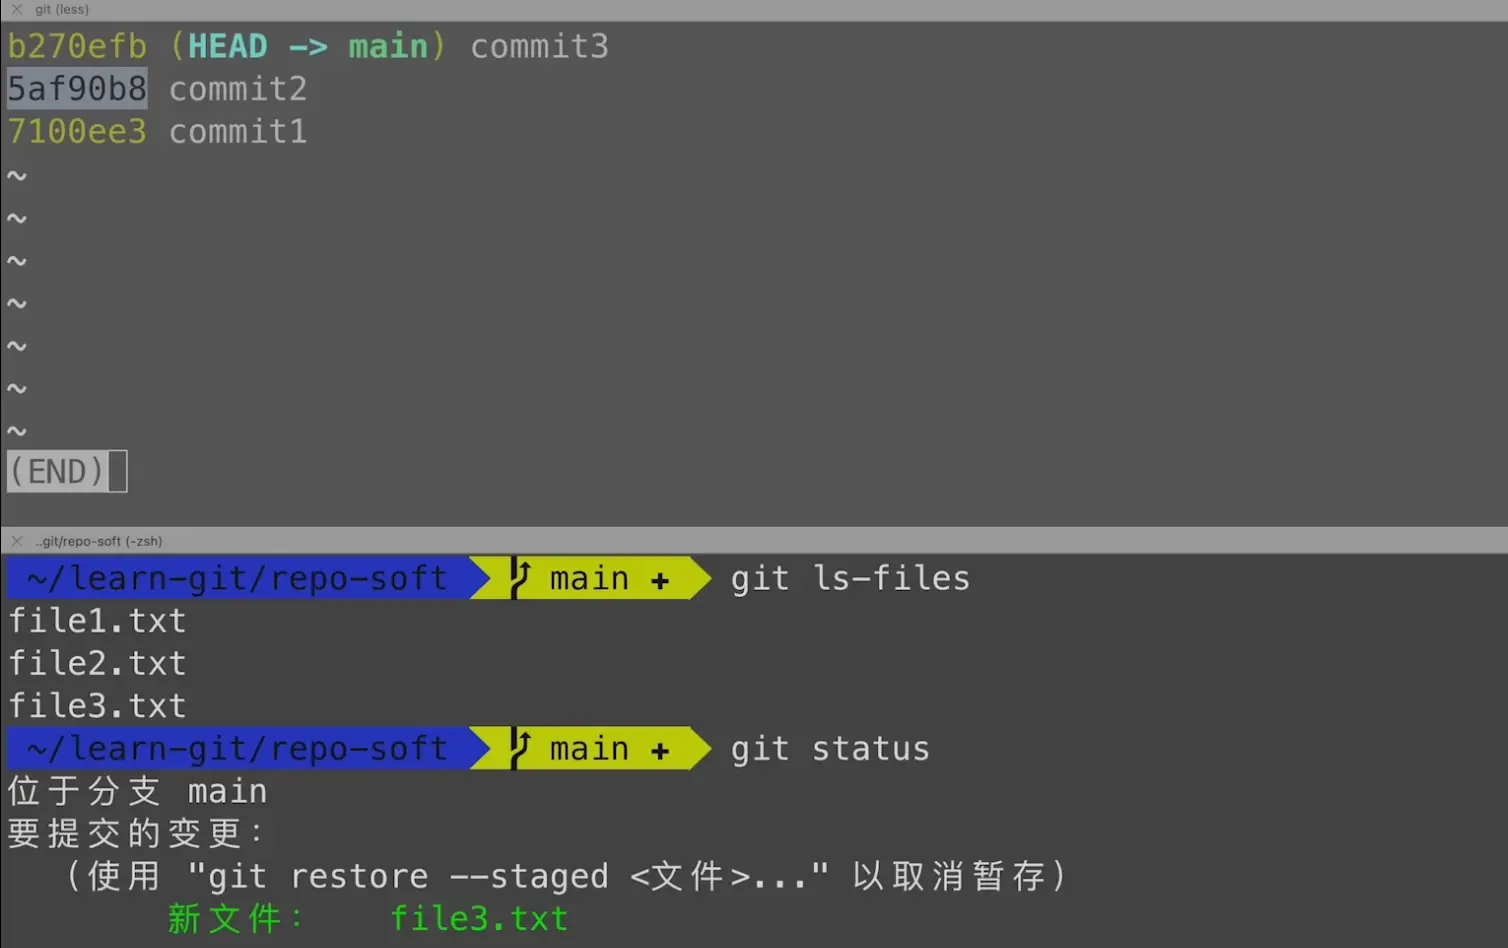 git (less)
b270efb (HEAD -> main) commit3
5af90b8 commit2
7100ee3 commit1
~
~
~
~
~
~
~
(END)
..git/repo-soft (-zsh)
~/learn-git/repo-soft main + git ls-files
file1.txt
file2.txt
file3.txt
~/learn-git/repo-soft main + git status
位于分支 main
要提交的变更：
（使用 "git restore --staged <文件>..." 以取消暂存）
新文件： file3.txt